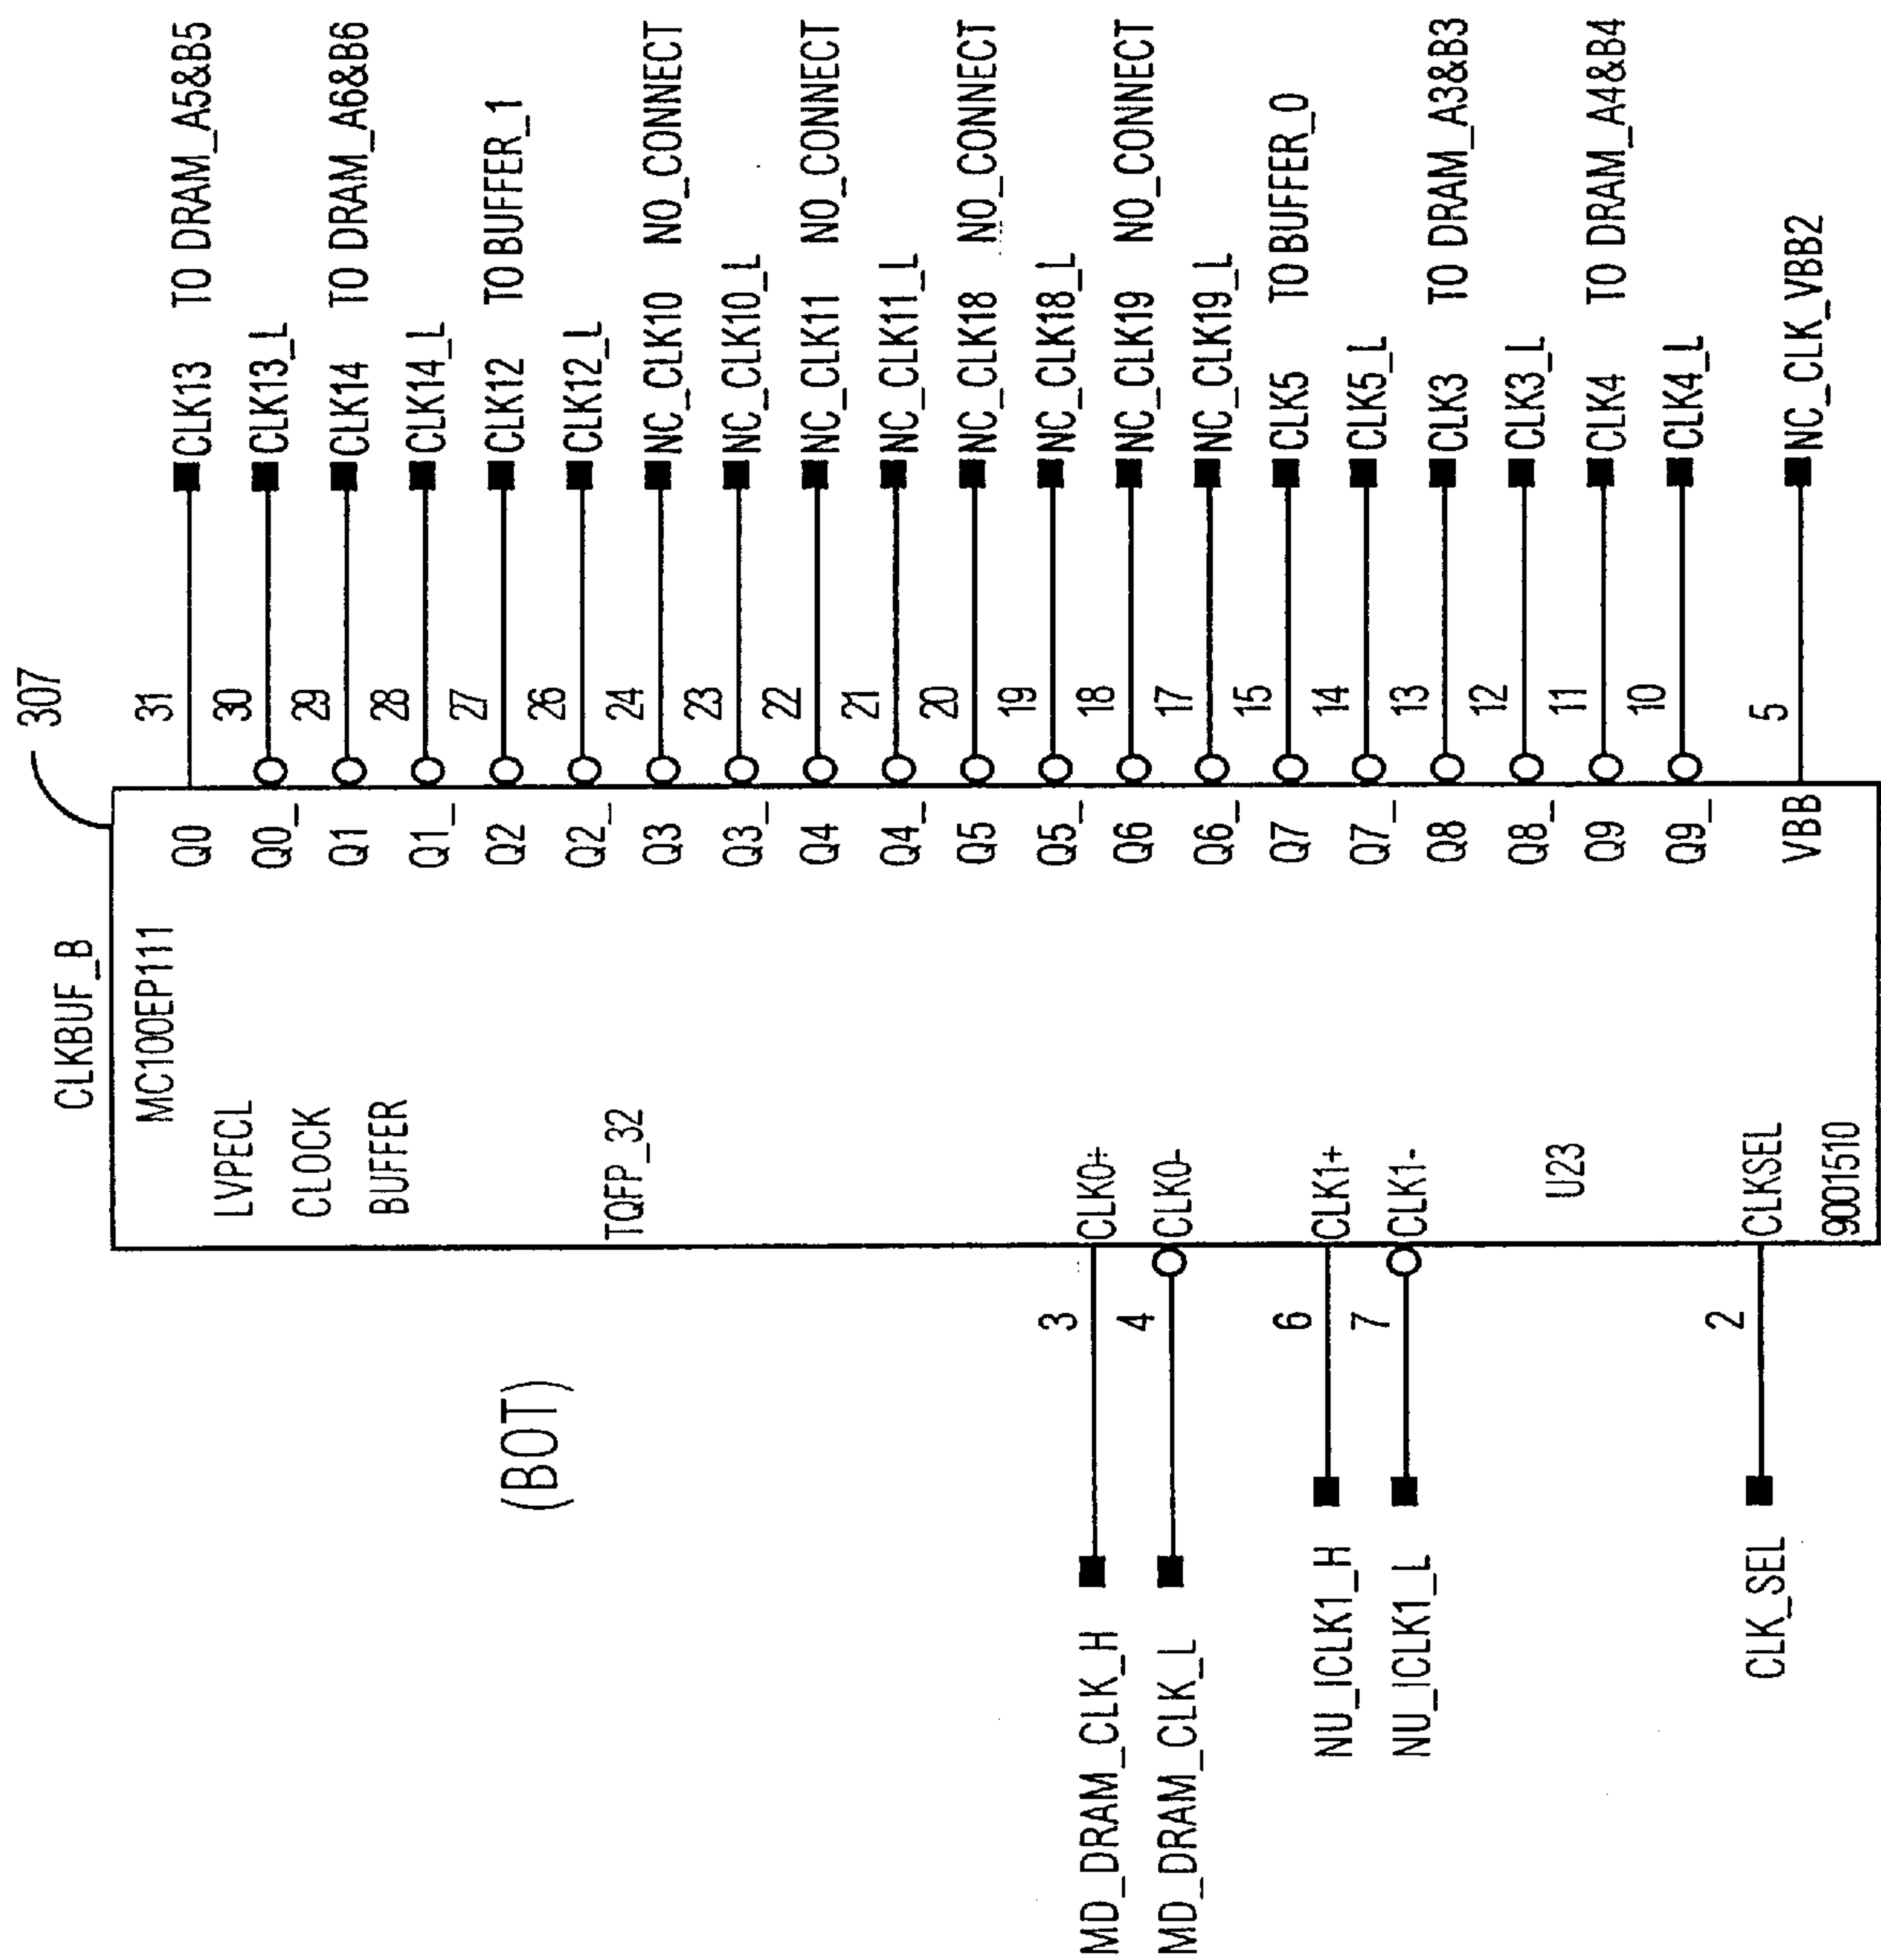 307
CLKBUF_B
MC100EP111
LVPECL
CLOCK
BUFFER
TQFP_32
(BOT)
U23
9001510
MD_DRAM_CLK_H 3 CLK0+
MD_DRAM_CLK_L 4 CLK0-
NU_ICLK1_H 6 CLK1+
NU_ICLK1_L 7 CLK1-
CLK_SEL 2 CLKSEL
Q0 31 CLK13 TO DRAM_A5&B5
Q0_ 30 CLK13_L
Q1 29 CLK14 TO DRAM_A6&B6
Q1_ 28 CLK14_L
Q2 27 CLK12 TO BUFFER_1
Q2_ 26 CLK12_L
Q3 24 NC_CLK10 NO_CONNECT
Q3_ 23 NC_CLK10_L
Q4 22 NC_CLK11 NO_CONNECT
Q4_ 21 NC_CLK11_L
Q5 20 NC_CLK18 NO_CONNECT
Q5_ 19 NC_CLK18_L
Q6 18 NC_CLK19 NO_CONNECT
Q6_ 17 NC_CLK19_L
Q7 15 CLK5 TO BUFFER_0
Q7_ 14 CLK5_L
Q8 13 CLK3 TO DRAM_A3&B3
Q8_ 12 CLK3_L
Q9 11 CLK4 TO DRAM_A4&B4
Q9_ 10 CLK4_L
VBB 5 NC_CLK_VBB2